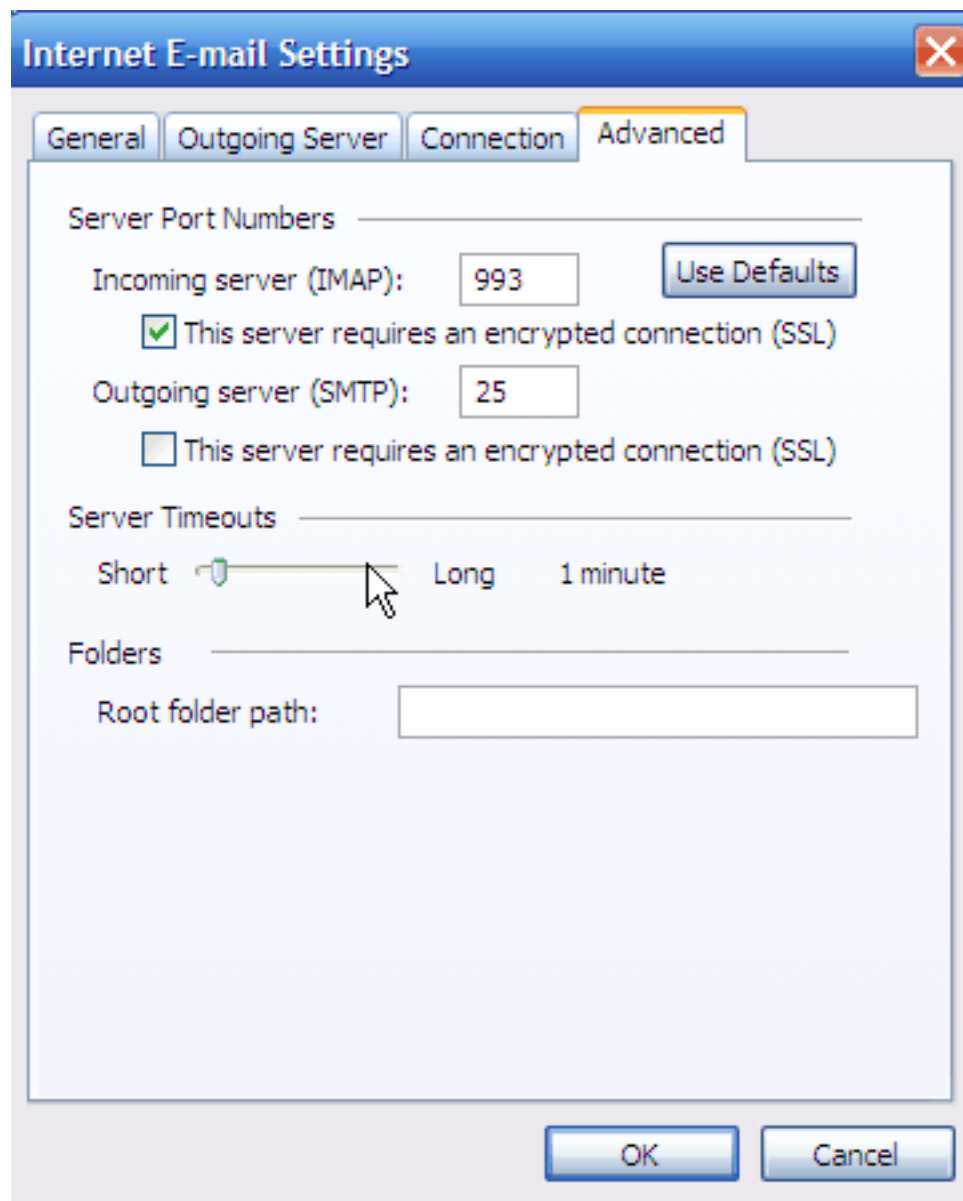 Internet E-mail Settings
General Outgoing Server Connection Advanced
Server Port Numbers
Incoming server (IMAP): 993 Use Defaults
This server requires an encrypted connection (SSL)
Outgoing server (SMTP): 25
This server requires an encrypted connection (SSL)
Server Timeouts
Short Long 1 minute
Folders
Root folder path:
OK Cancel